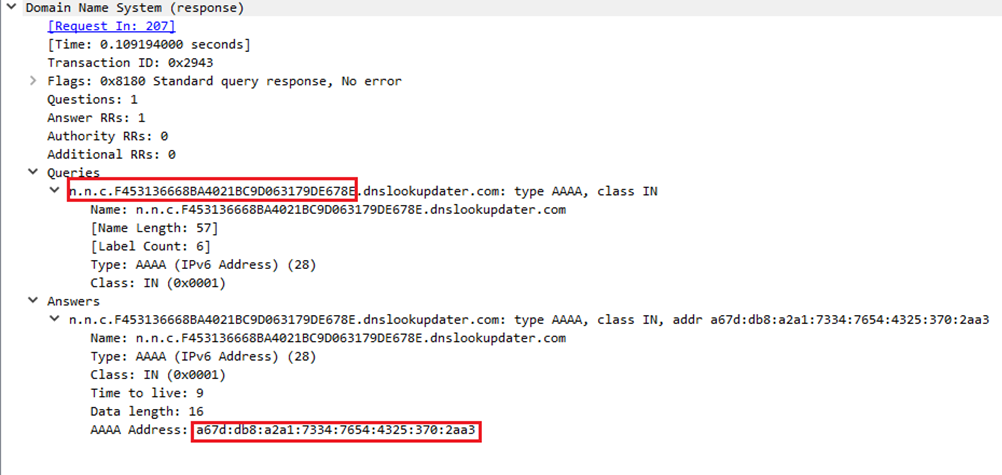 Domain Name System (response)
[Request In: 207]
[Time: 0.109194000 seconds]
Transaction ID: 0x2943
Flags: 0x8180 Standard query response, No error
Questions: 1
Answer RRs: 1
Authority RRs: 0
Additional RRs: 0
Queries
n.n.c.F453136668BA4021BC9D063179DE678E.dnslookupdater.com: type AAAA, class IN
Name: n.n.c.F453136668BA4021BC9D063179DE678E.dnslookupdater.com
[Name Length: 57]
[Label Count: 6]
Type: AAAA (IPv6 Address) (28)
Class: IN (0x0001)
Answers
n.n.c.F453136668BA4021BC9D063179DE678E.dnslookupdater.com: type AAAA, class IN, addr a67d:db8:a2a1:7334:7654:4325:370:2aa3
Name: n.n.c.F453136668BA4021BC9D063179DE678E.dnslookupdater.com
Type: AAAA (IPv6 Address) (28)
Class: IN (0x0001)
Time to live: 9
Data length: 16
AAAA Address: a67d:db8:a2a1:7334:7654:4325:370:2aa3